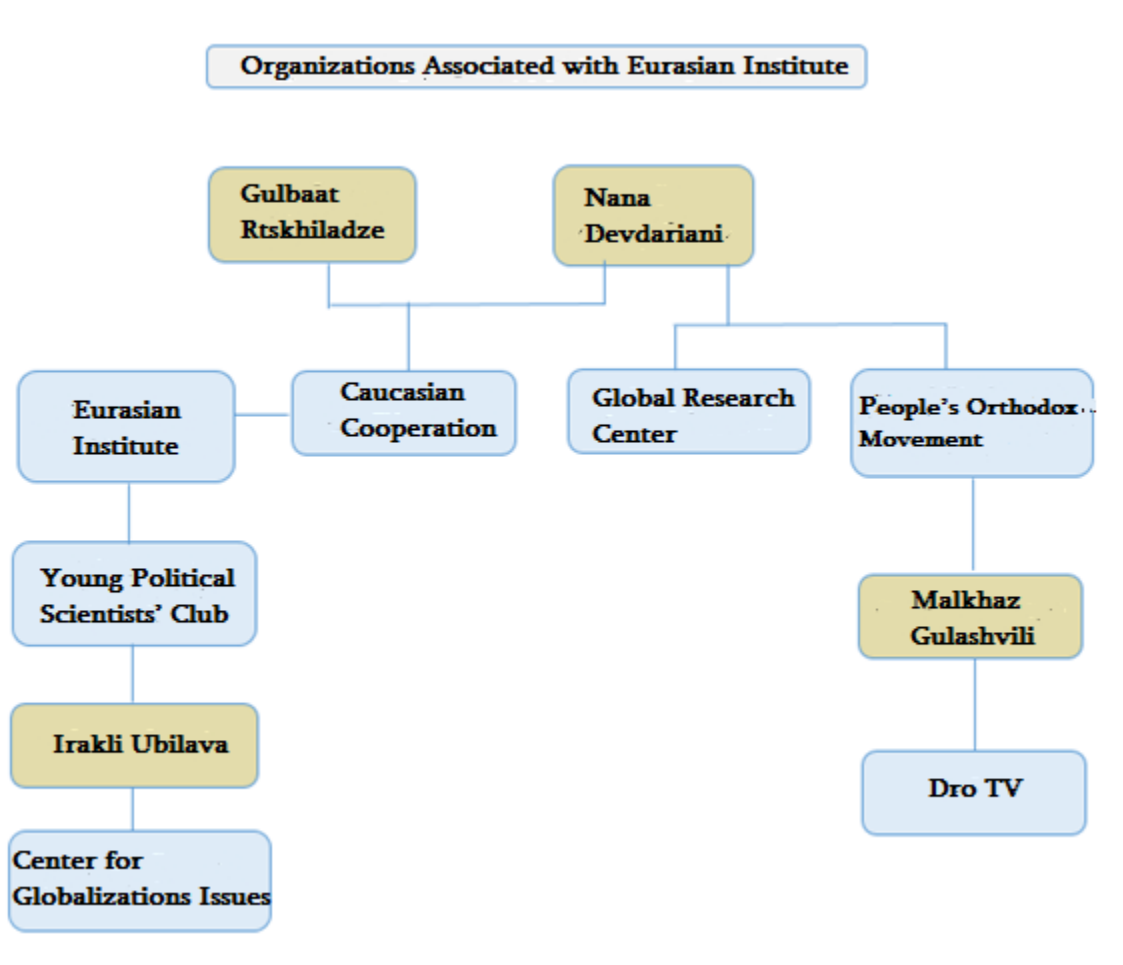 Organizations Associated with Eurasian Institute
Gulbaat
Rtskhiladze
Nana
Devdariani
Eurasian
Institute
Caucasian
Cooperation
Global Research
Center
People's Orthodox
Movement
Young Political
Scientists' Club
Malkhaz
Gulashvili
Irakli Ubilava
Dro TV
Center for
Globalizations Issues